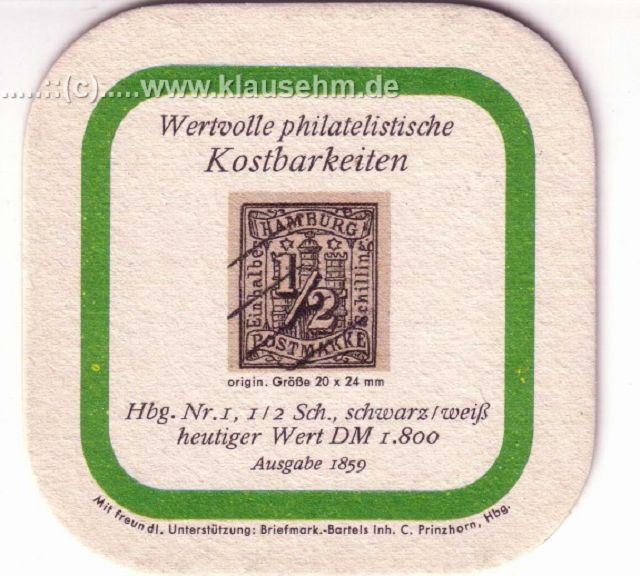 .....::(c).....www.klausehm.de
Wertvolle philatelistische
Kostbarkeiten
HAMBURG
Ein halber
1/2
Schilling
POSTMARKE
origin. Größe 20 x 24 mm
Hbg. Nr. 1, 1/2 Sch., schwarz/weiß
heutiger Wert DM 1.800
Ausgabe 1859
Mit freundl. Unterstützung: Briefmark.-Bartels Inh. C. Prinzhorn, Hbg.